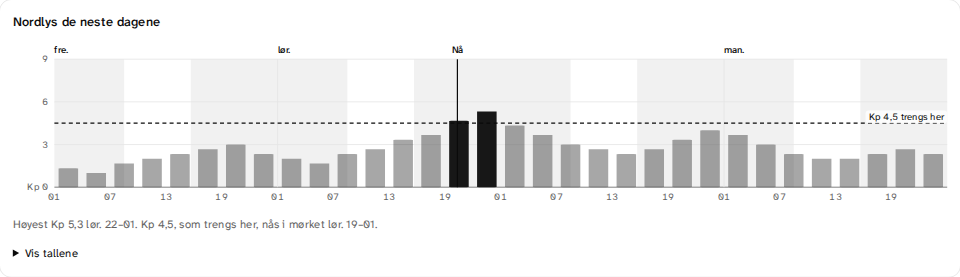 Nordlys de neste dagene
fre. lør. Nå man.
9
6
Kp 4,5 trengs her
3
Kp 0
01 07 13 19 01 07 13 19 01 07 13 19 01 07 13 19
Høyest Kp 5,3 lør. 22–01. Kp 4,5, som trengs her, nås i mørket lør. 19–01.
▶ Vis tallene